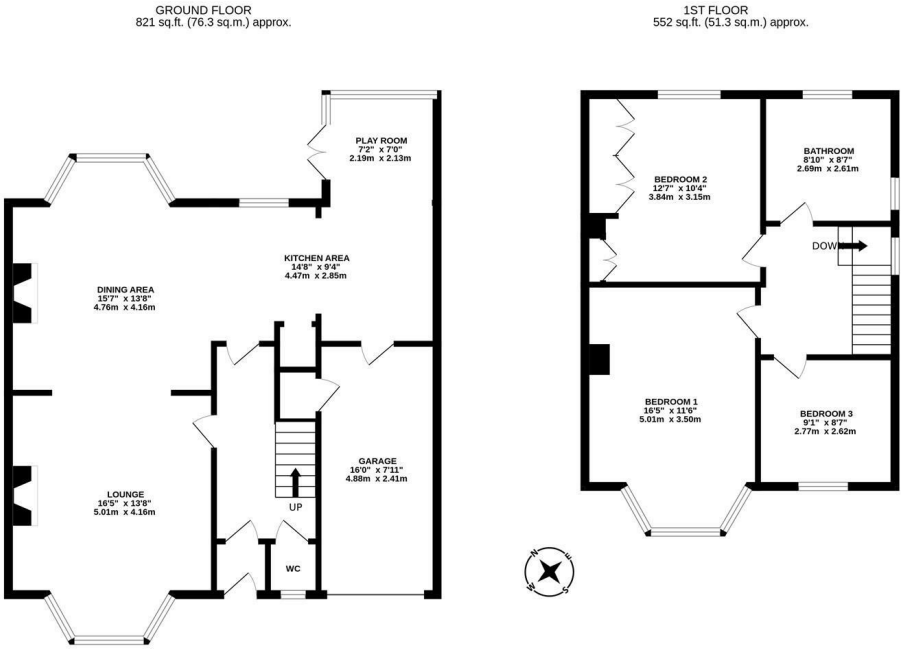 GROUND FLOOR
821 sq.ft. (76.3 sq.m.) approx.
1ST FLOOR
552 sq.ft. (51.3 sq.m.) approx.
PLAY ROOM
7'2" x 7'0"
2.19m x 2.13m
KITCHEN AREA
14'8" x 9'4"
4.47m x 2.85m
DINING AREA
15'7" x 13'8"
4.76m x 4.16m
LOUNGE
16'5" x 13'8"
5.01m x 4.16m
GARAGE
16'0" x 7'11"
4.88m x 2.41m
UP
WC
BATHROOM
8'10" x 8'7"
2.69m x 2.61m
BEDROOM 2
12'7" x 10'4"
3.84m x 3.15m
DOWN
BEDROOM 1
16'5" x 11'6"
5.01m x 3.50m
BEDROOM 3
9'1" x 8'7"
2.77m x 2.62m
N
E
W
S